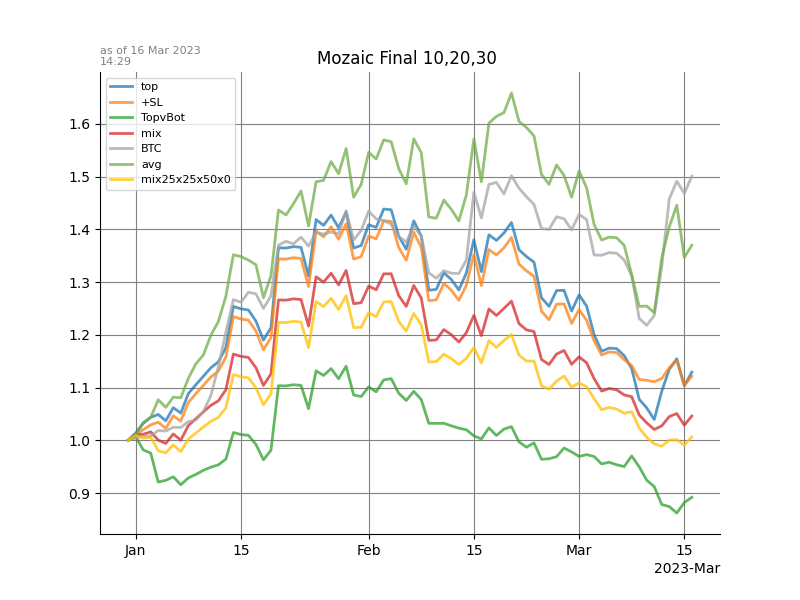 as of 16 Mar 2023
14:29
Mozaic Final 10,20,30
top
+SL
TopvBot
mix
BTC
avg
mix25x25x50x0
1.6
1.5
1.4
1.3
1.2
1.1
1.0
0.9
Jan 15 Feb 15 Mar 15
2023-Mar